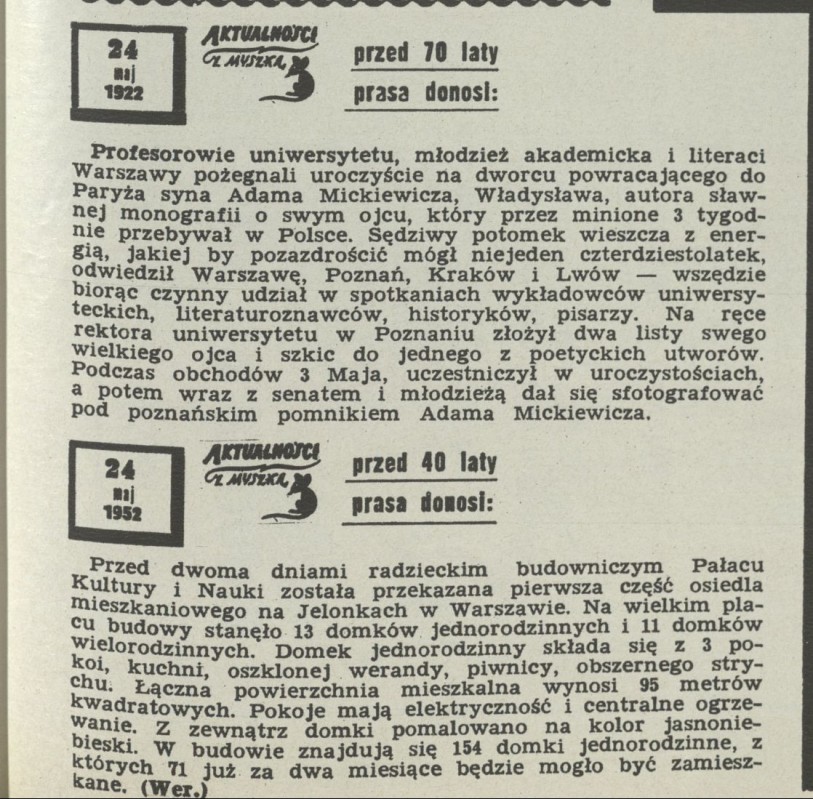 24
maj
1922
AKTUALNOŚCI
Z MYSZKĄ
przed 70 laty
prasa donosi:
Profesorowie uniwersytetu, młodzież akademicka i literaci
Warszawy pożegnali uroczyście na dworcu powracającego do
Paryża syna Adama Mickiewicza, Władysława, autora sław-
nej monografii o swym ojcu, który przez minione 3 tygod-
nie przebywał w Polsce. Sędziwy potomek wieszcza z ener-
gią, jakiej by pozazdrościć mógł niejeden czterdziestolatek,
odwiedził Warszawę, Poznań, Kraków i Lwów — wszędzie
biorąc czynny udział w spotkaniach wykładowców uniwersy-
teckich, literaturoznawców, historyków, pisarzy. Na ręce
rektora uniwersytetu w Poznaniu złożył dwa listy swego
wielkiego ojca i szkic do jednego z poetyckich utworów.
Podczas obchodów 3 Maja, uczestniczył w uroczystościach,
a potem wraz z senatem i młodzieżą dał się sfotografować
pod poznańskim pomnikiem Adama Mickiewicza.
24
maj
1952
AKTUALNOŚCI
Z MYSZKĄ
przed 40 laty
prasa donosi:
Przed dwoma dniami radzieckim budowniczym Pałacu
Kultury i Nauki została przekazana pierwsza część osiedla
mieszkaniowego na Jelonkach w Warszawie. Na wielkim pla-
cu budowy stanęło 13 domków jednorodzinnych i 11 domków
wielorodzinnych. Domek jednorodzinny składa się z 3 po-
koi, kuchni, oszklonej werandy, piwnicy, obszernego stry-
chu. Łączna powierzchnia mieszkalna wynosi 95 metrów
kwadratowych. Pokoje mają elektryczność i centralne ogrze-
wanie. Z zewnątrz domki pomalowano na kolor jasnonie-
bieski. W budowie znajdują się 154 domki jednorodzinne, z
których 71 już za dwa miesiące będzie mogło być zamiesz-
kane. (Wer.)